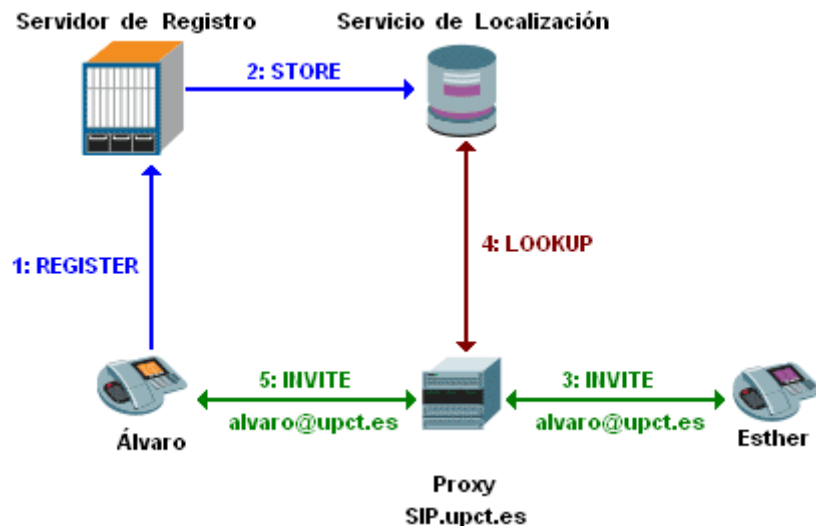 Servidor de Registro
Servicio de Localización
2: STORE
1: REGISTER
4: LOOKUP
5: INVITE
alvaro@upct.es
3: INVITE
alvaro@upct.es
Álvaro
Esther
Proxy
SIP.upct.es